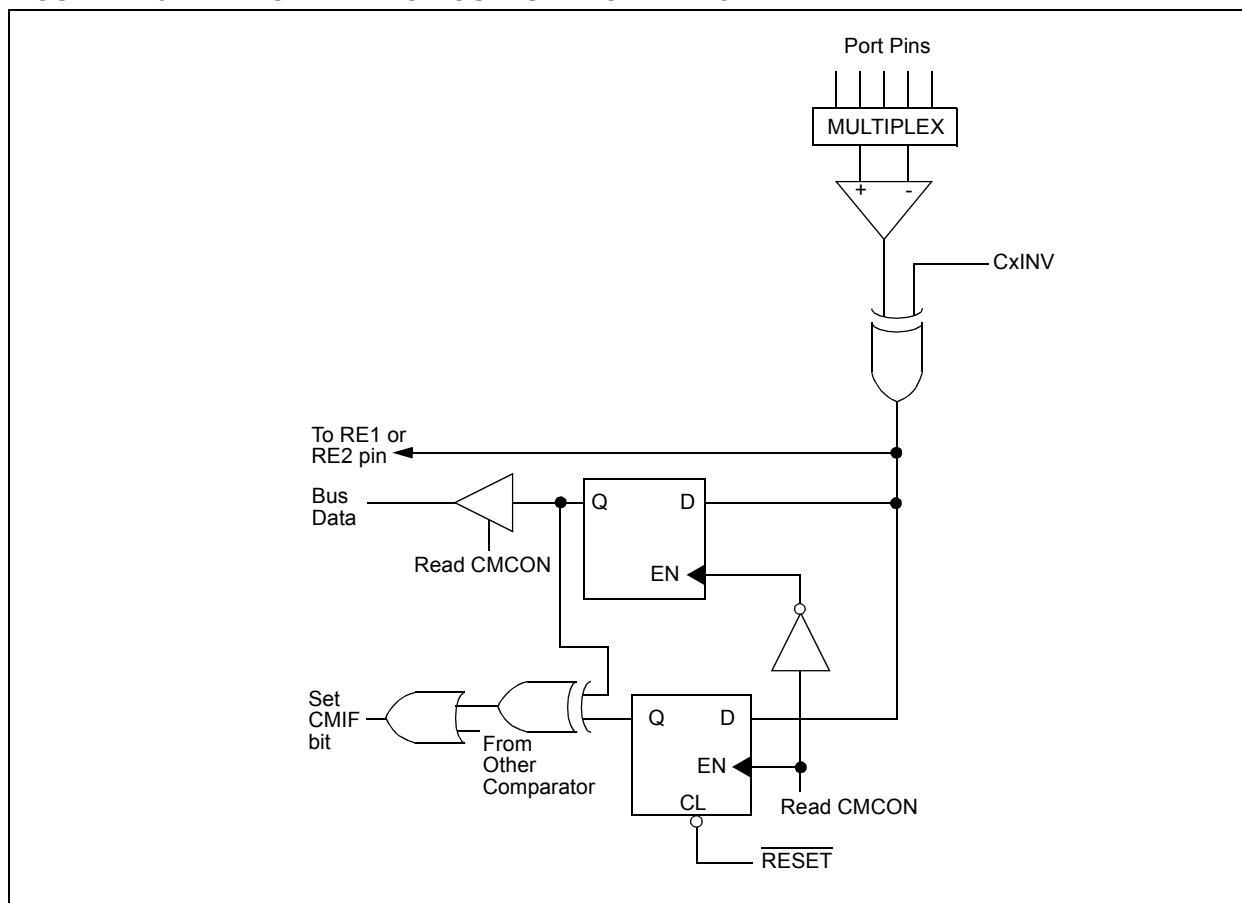 Port Pins
MULTIPLEX
+ -
CxINV
To RE1 or
RE2 pin
Bus
Data
Q D
EN
Read CMCON
Set
CMIF
bit
From
Other
Comparator
Q D
EN
CL
Read CMCON
RESET